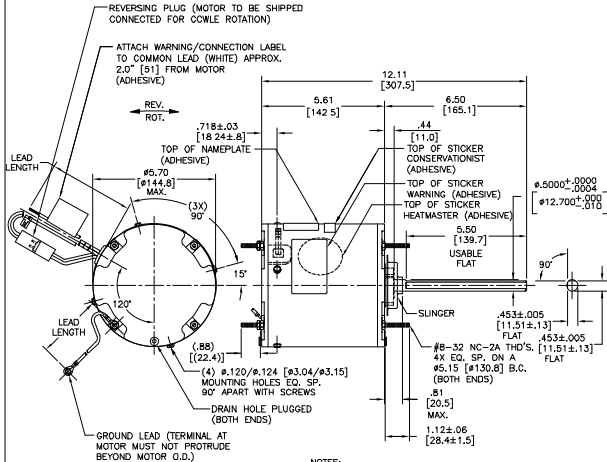 REVERSING PLUG (MOTOR TO BE SHIPPED
CONNECTED FOR CCWLE ROTATION)
ATTACH WARNING/CONNECTION LABEL
TO COMMON LEAD (WHITE) APPROX.
2.0" [51] FROM MOTOR
(ADHESIVE)
REV.
ROT.
12.11
[307.5]
5.61
[142 5]
6.50
[165.1]
.718±.03
[18 24±.8]
.44
[11.0]
TOP OF NAMEPLATE
(ADHESIVE)
TOP OF STICKER
CONSERVATIONIST
(ADHESIVE)
TOP OF STICKER
WARNING (ADHESIVE)
TOP OF STICKER
HEATMASTER (ADHESIVE)
LEAD
LENGTH
ø5.70
[ø144.8]
MAX.
(3X)
90°
ø.5000+.0000
-.0004
ø12.700+.000
-.010
5.50
[139.7]
USABLE
FLAT
90°
15°
120°
LEAD
LENGTH
(.88)
[(22.4)]
SLINGER
.453±.005
[11.51±.13]
FLAT
.453±.005
[11.51±.13]
FLAT
#8-32 NC-2A THD'S.
4X EQ. SP. ON A
ø5.15 [ø130.8] B.C.
(BOTH ENDS)
(4) ø.120/ø.124 [ø3.04/ø3.15]
MOUNTING HOLES EQ. SP.
90° APART WITH SCREWS
DRAIN HOLE PLUGGED
(BOTH ENDS)
.81
[20.5]
MAX.
1.12±.06
[28.4±1.5]
GROUND LEAD (TERMINAL AT
MOTOR MUST NOT PROTRUDE
BEYOND MOTOR O.D.)
NOTES: